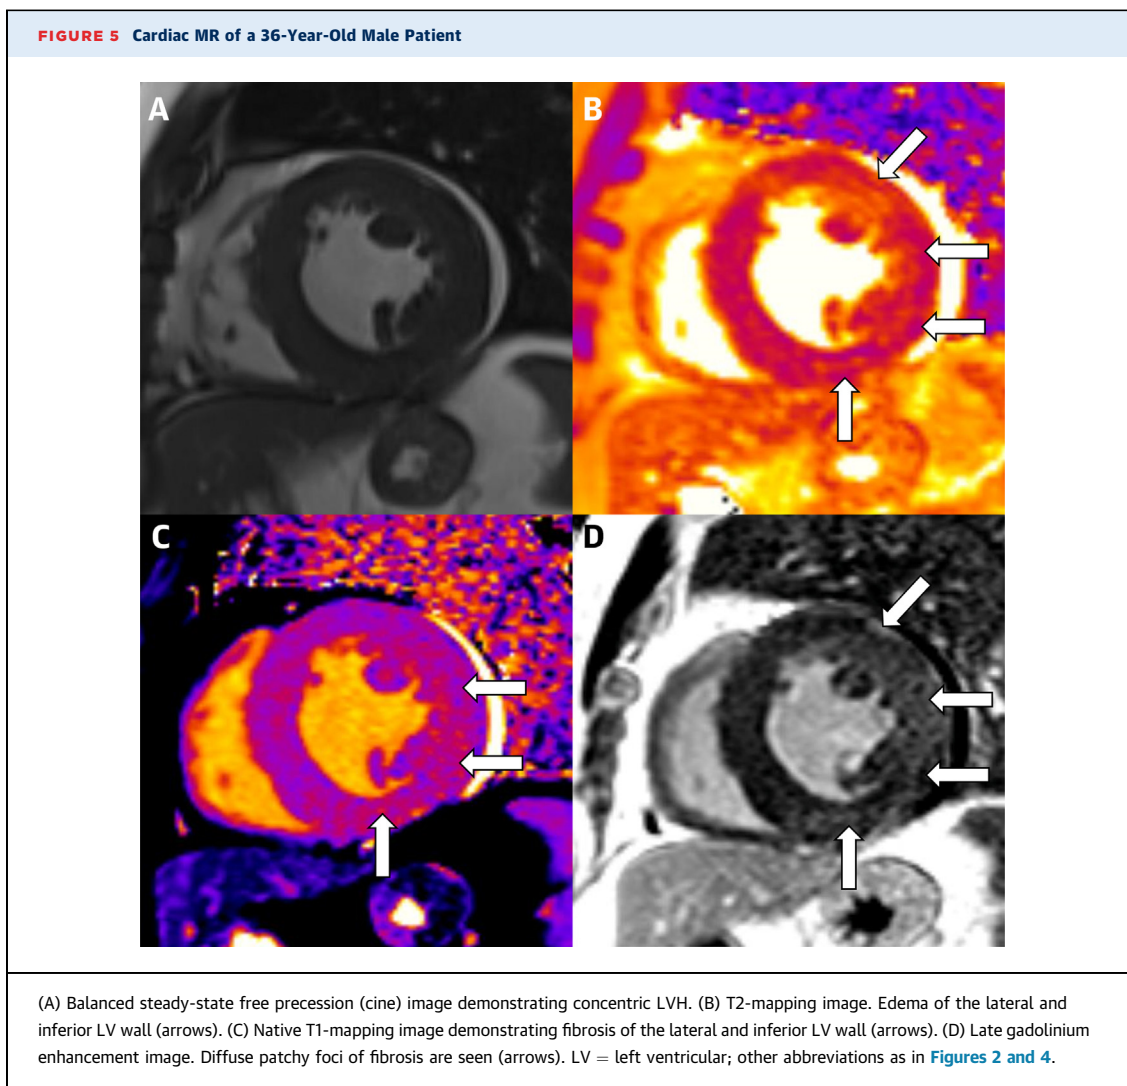 FIGURE 5 Cardiac MR of a 36-Year-Old Male Patient
A
B
C
D
(A) Balanced steady-state free precession (cine) image demonstrating concentric LVH. (B) T2-mapping image. Edema of the lateral and
inferior LV wall (arrows). (C) Native T1-mapping image demonstrating fibrosis of the lateral and inferior LV wall (arrows). (D) Late gadolinium
enhancement image. Diffuse patchy foci of fibrosis are seen (arrows). LV = left ventricular; other abbreviations as in Figures 2 and 4.